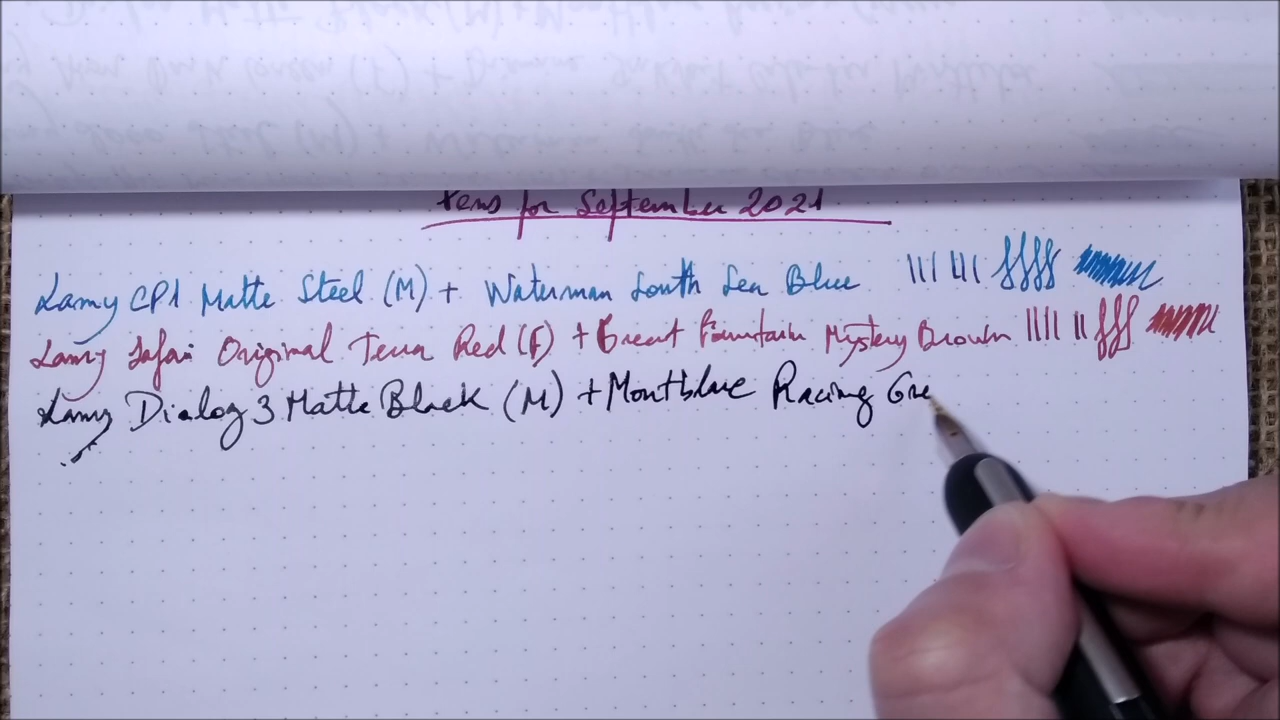 Pens for September 2021
Lamy CP1 Matte Steel (M) + Waterman South Sea Blue
Lamy Safari Original Terra Red (F) + Great Fountain Mystery Brown
Lamy Dialog 3 Matte Black (M) + Montblanc Racing Gre